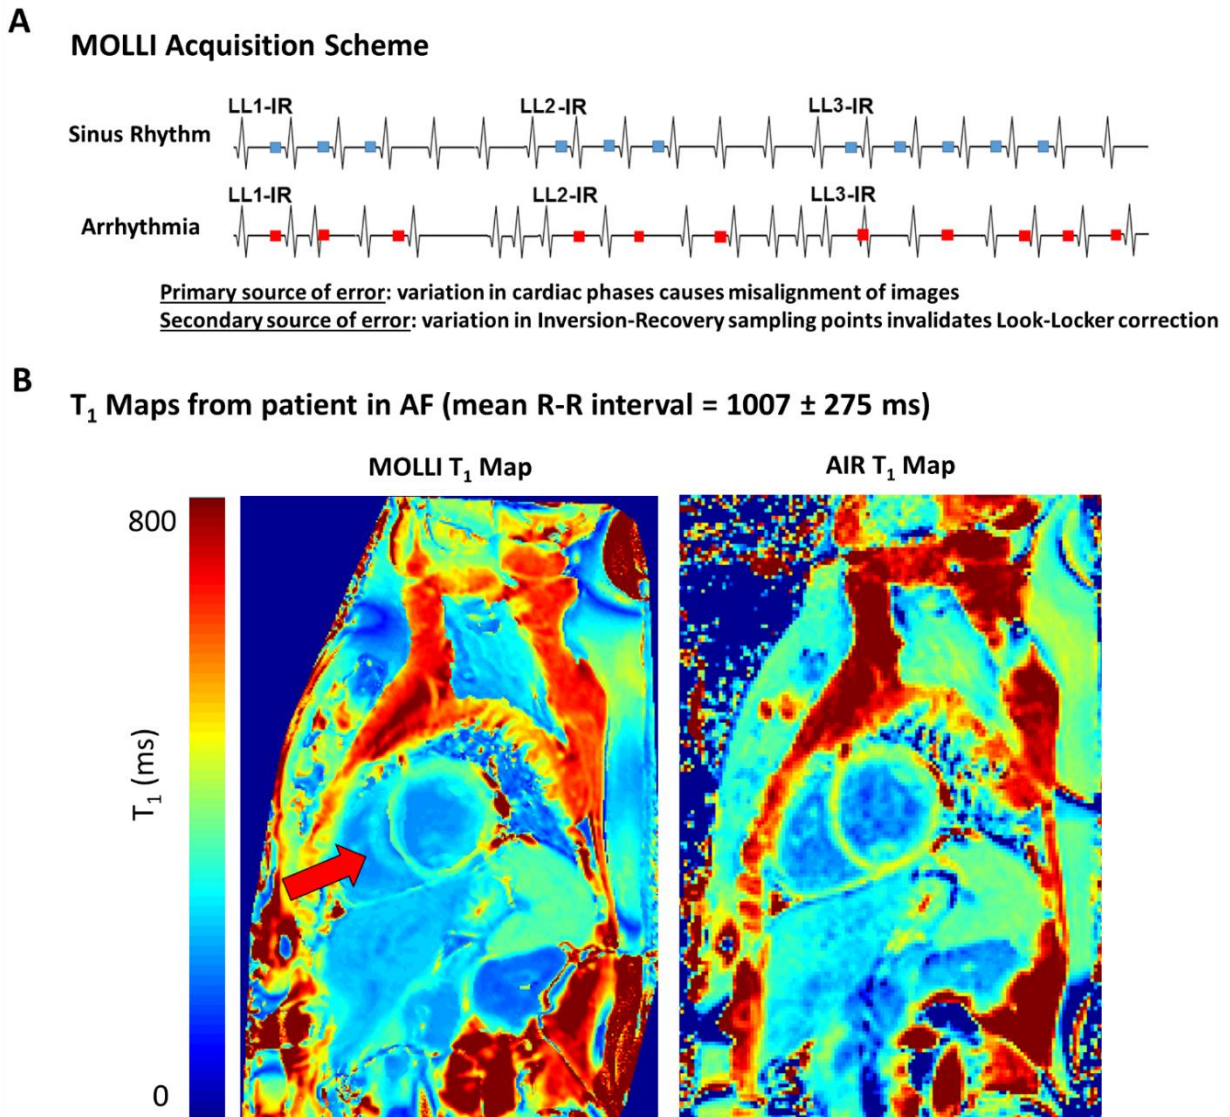 A
MOLLI Acquisition Scheme
LL1-IR LL2-IR LL3-IR
Sinus Rhythm
LL1-IR LL2-IR LL3-IR
Arrhythmia
Primary source of error: variation in cardiac phases causes misalignment of images
Secondary source of error: variation in Inversion-Recovery sampling points invalidates Look-Locker correction
B
T1 Maps from patient in AF (mean R-R interval = 1007 ± 275 ms)
MOLLI T1 Map AIR T1 Map
800
T1 (ms)
0